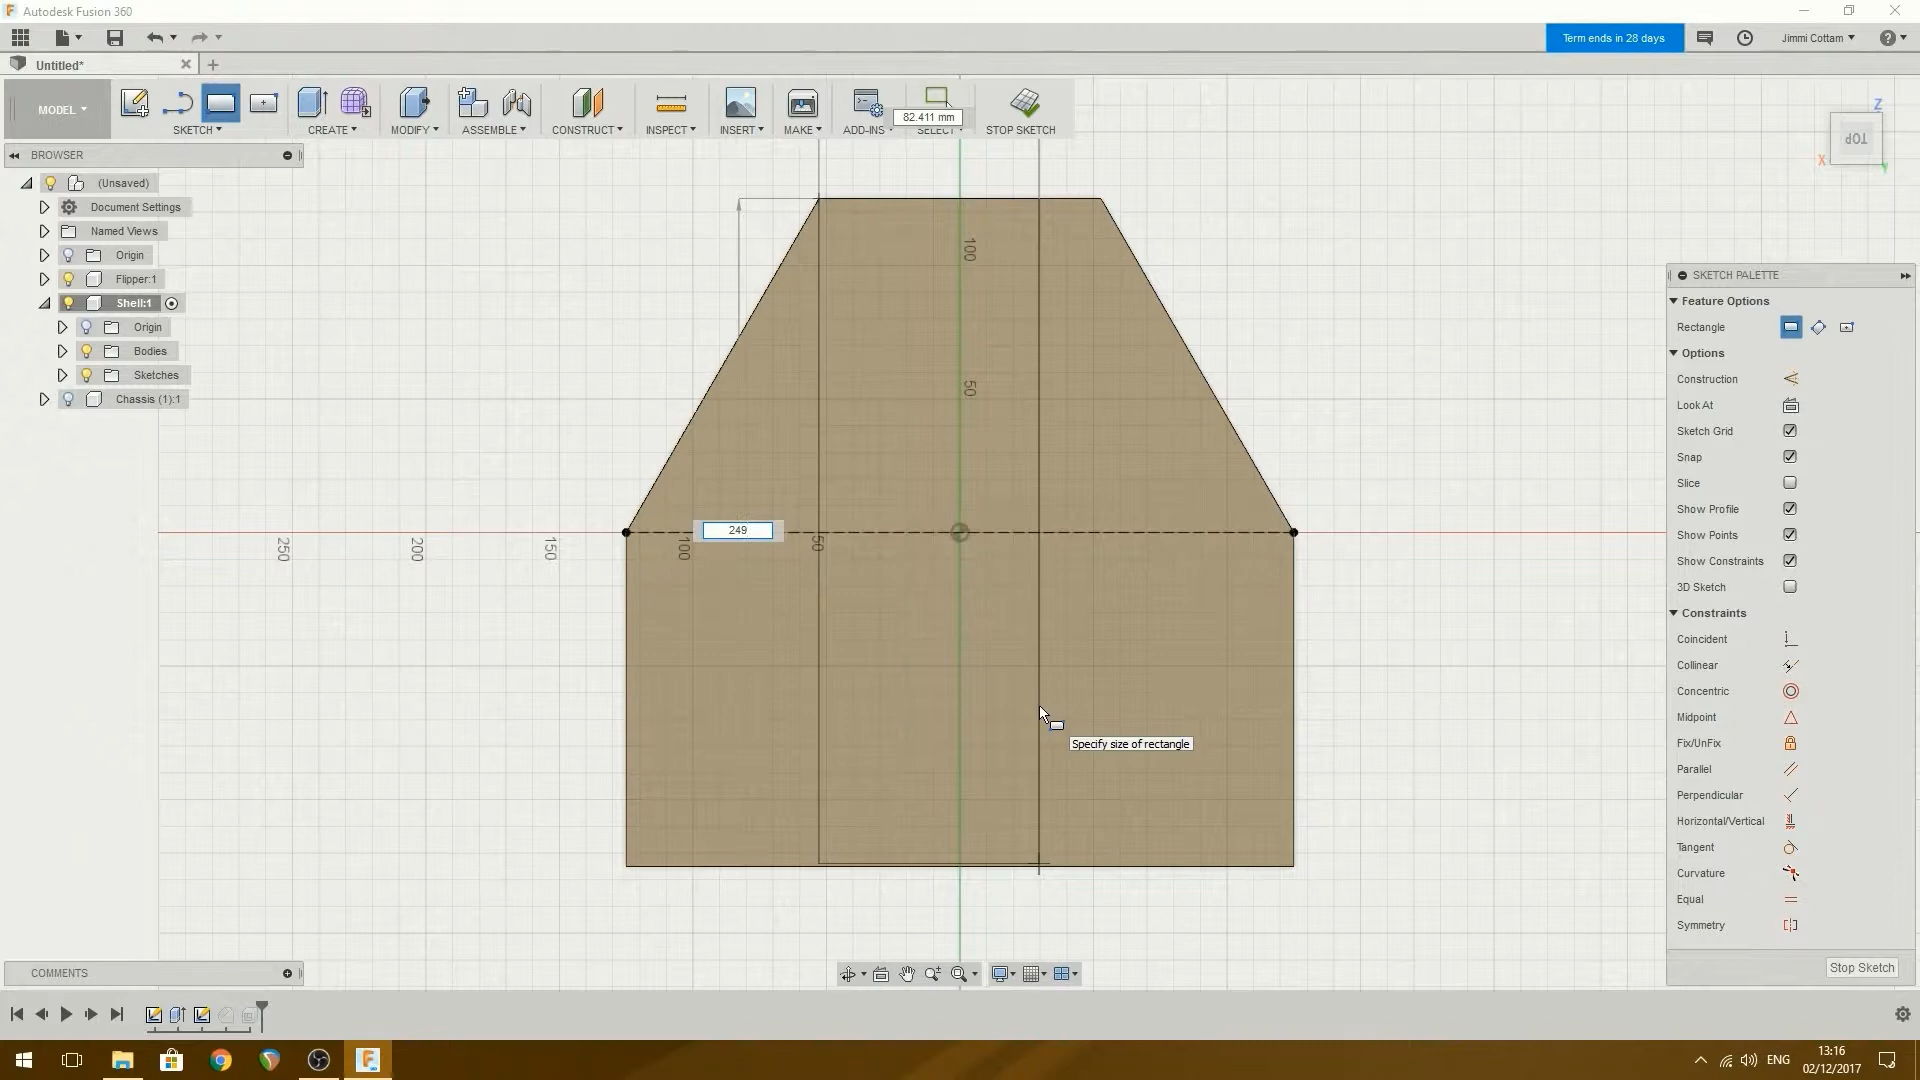 Autodesk Fusion 360
Term ends in 28 days
Jimmi Cottam
Untitled*
MODEL
SKETCH
CREATE
MODIFY
ASSEMBLE
CONSTRUCT
INSPECT
INSERT
MAKE
ADD-INS
SELECT
STOP SKETCH
82.411 mm
TOP
Z
X
Y
BROWSER
(Unsaved)
Document Settings
Named Views
Origin
Flipper:1
Shell:1
Origin
Bodies
Sketches
Chassis (1):1
100
50
249
250
200
150
100
50
Specify size of rectangle
SKETCH PALETTE
Feature Options
Rectangle
Options
Construction
Look At
Sketch Grid
Snap
Slice
Show Profile
Show Points
Show Constraints
3D Sketch
Constraints
Coincident
Collinear
Concentric
Midpoint
Fix/UnFix
Parallel
Perpendicular
Horizontal/Vertical
Tangent
Curvature
Equal
Symmetry
Stop Sketch
COMMENTS
ENG
13:16
02/12/2017